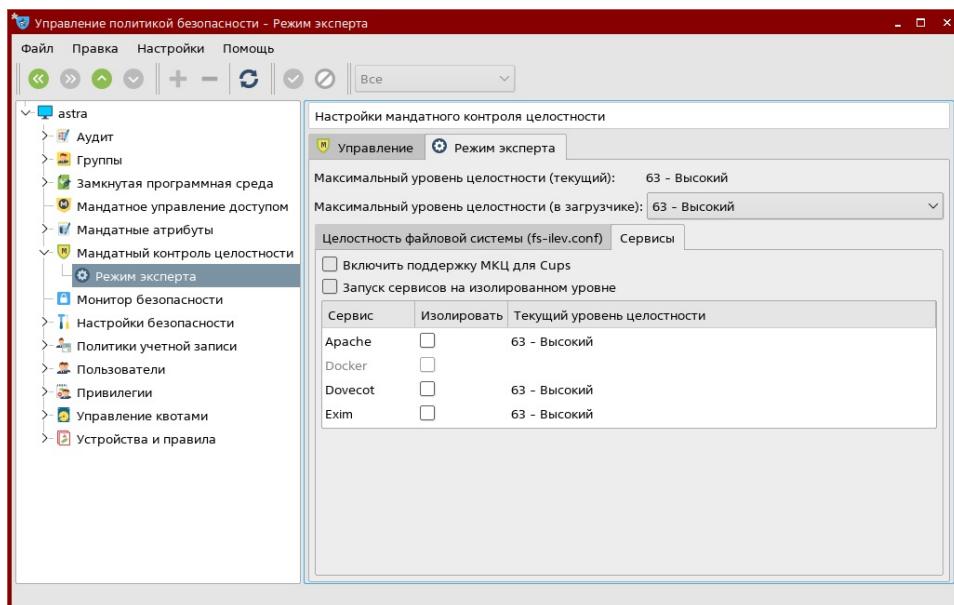 Управление политикой безопасности – Режим эксперта
Файл Правка Настройки Помощь
Все
astra
Аудит
Группы
Замкнутая программная среда
Мандатное управление доступом
Мандатные атрибуты
Мандатный контроль целостности
Режим эксперта
Монитор безопасности
Настройки безопасности
Политики учетной записи
Пользователи
Привилегии
Управление квотами
Устройства и правила
Настройки мандатного контроля целостности
Управление Режим эксперта
Максимальный уровень целостности (текущий): 63 - Высокий
Максимальный уровень целостности (в загрузчике): 63 - Высокий
Целостность файловой системы (fs-ilev.conf) Сервисы
Включить поддержку МКЦ для Cups
Запуск сервисов на изолированном уровне
Сервис Изолировать Текущий уровень целостности
Apache 63 - Высокий
Docker
Dovecot 63 - Высокий
Exim 63 - Высокий